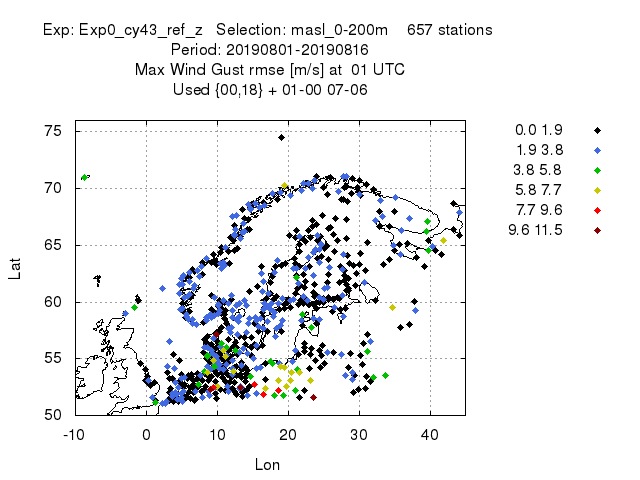 Exp: Exp0_cy43_ref_z Selection: masl_0-200m 657 stations
Period: 20190801-20190816
Max Wind Gust rmse [m/s] at 01 UTC
Used {00,18} + 01-00 07-06
0.0 1.9
1.9 3.8
3.8 5.8
5.8 7.7
7.7 9.6
9.6 11.5
75
70
65
60
55
50
Lat
-10 0 10 20 30 40
Lon